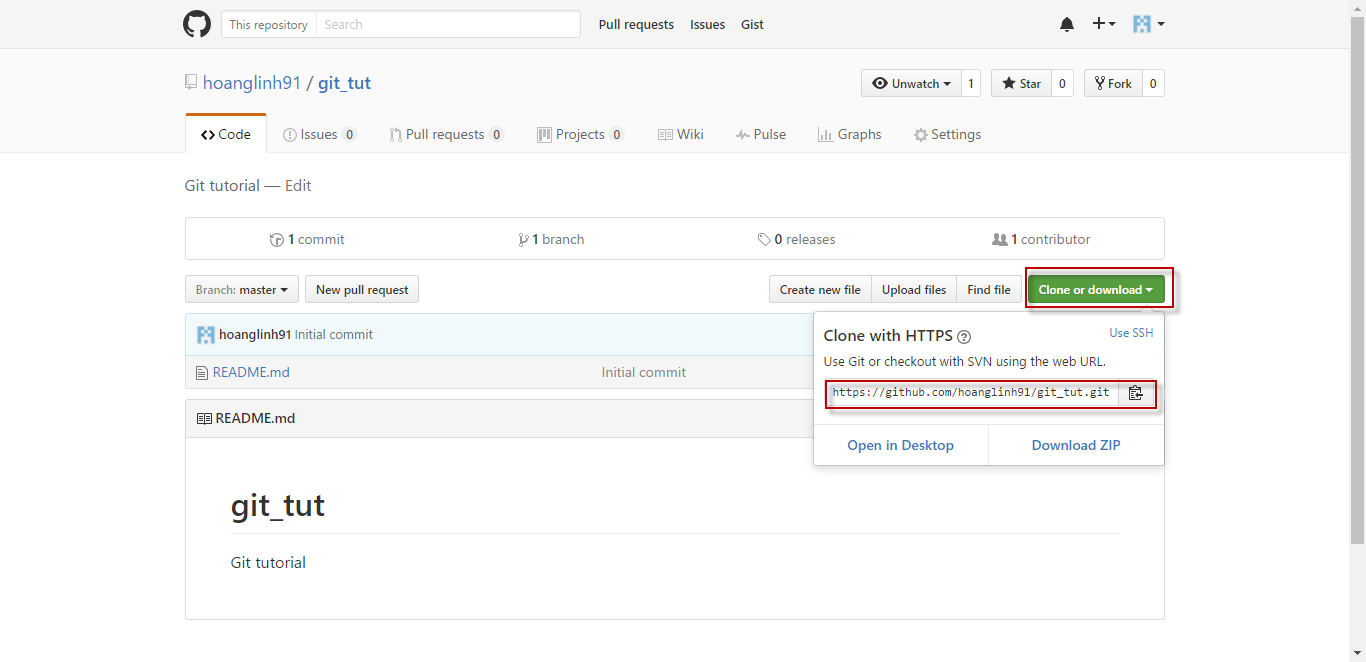 This repository Search Pull requests Issues Gist
hoanglinh91 / git_tut Unwatch 1 Star 0 Fork 0
Code Issues 0 Pull requests 0 Projects 0 Wiki Pulse Graphs Settings
Git tutorial — Edit
1 commit 1 branch 0 releases 1 contributor
Branch: master New pull request Create new file Upload files Find file Clone or download
hoanglinh91 Initial commit
README.md Initial commit
README.md
Clone with HTTPS ? Use SSH
Use Git or checkout with SVN using the web URL.
https://github.com/hoanglinh91/git_tut.git
Open in Desktop Download ZIP
git_tut
Git tutorial